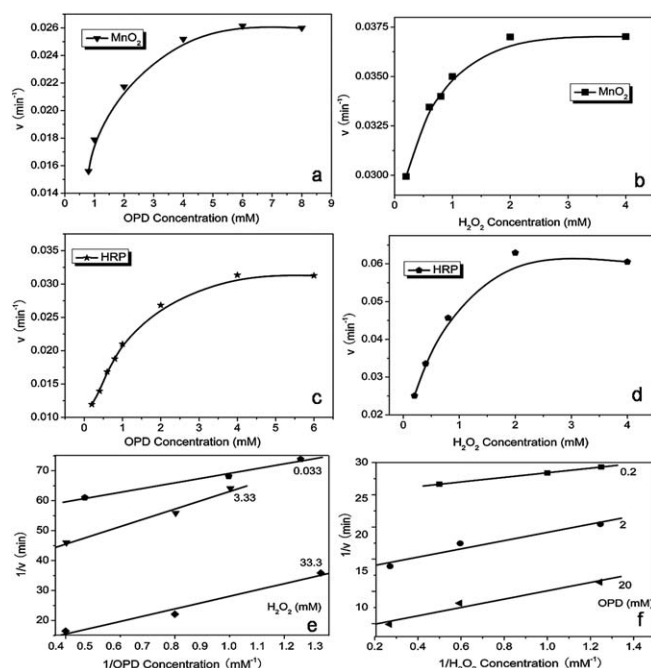 0.026
0.024
0.022
0.020
0.018
0.016
0.014
0 1 2 3 4 5 6 7 8 9
v (min⁻¹)
OPD Concentration (mM)
MnO₂
a
0.0375
0.0350
0.0325
0.0300
0 1 2 3 4
v (min⁻¹)
H₂O₂ Concentration (mM)
MnO₂
b
0.035
0.030
0.025
0.020
0.015
0.010
0 1 2 3 4 5 6
v (min⁻¹)
OPD Concentration (mM)
HRP
c
0.06
0.05
0.04
0.03
0.02
0 1 2 3 4
v (min⁻¹)
H₂O₂ Concentration (mM)
HRP
d
70
60
50
40
30
20
0.4 0.5 0.6 0.7 0.8 0.9 1.0 1.1 1.2 1.3
1/v (min)
1/OPD Concentration (mM⁻¹)
0.033
3.33
33.3
H₂O₂ (mM)
e
30
25
20
15
10
0.2 0.4 0.6 0.8 1.0 1.2 1.4
1/v (min)
1/H₂O₂ Concentration (mM⁻¹)
0.2
2
20
OPD (mM)
f